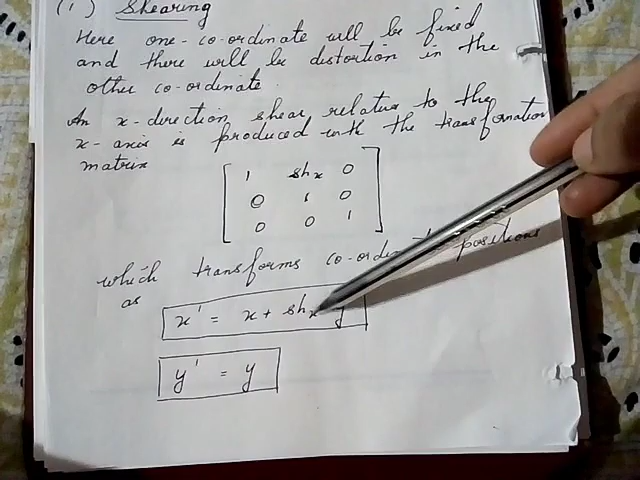 (1) Shearing
Here one-co-ordinate will be fixed
and there will be distortion in the
other co-ordinate.
An x-direction shear relative to the
x-axis is produced with the transformation
matrix
1 shx 0
0 1 0
0 0 1
which transforms positions
as
x' = x + shx y
y' = y